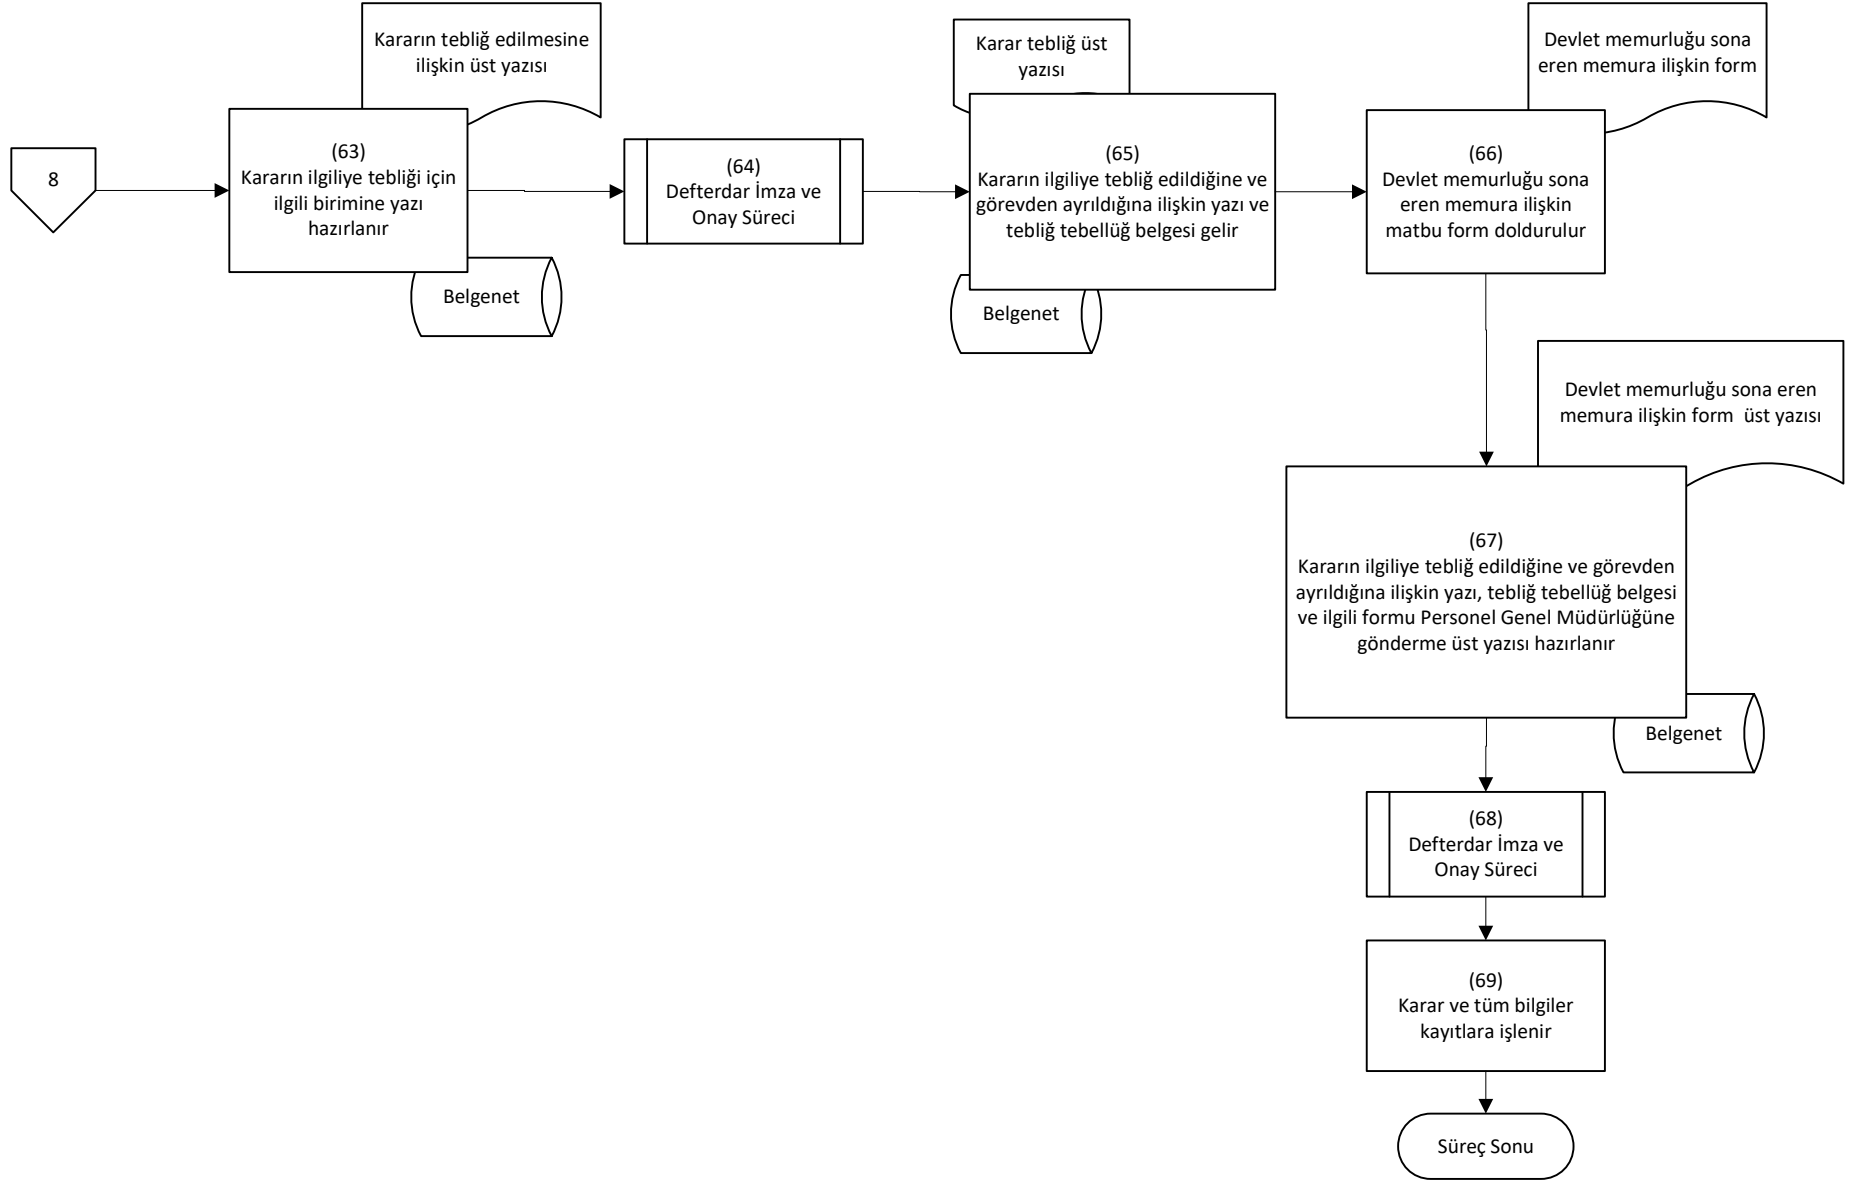 8
Kararın tebliğ edilmesine
ilişkin üst yazısı
(63)
Kararın ilgiliye tebliği için
ilgili birimine yazı
hazırlanır
Belgenet
(64)
Defterdar İmza ve
Onay Süreci
Karar tebliğ üst
yazısı
(65)
Kararın ilgiliye tebliğ edildiğine ve
görevden ayrıldığına ilişkin yazı ve
tebliğ tebellüğ belgesi gelir
Belgenet
Devlet memurluğu sona
eren memura ilişkin form
(66)
Devlet memurluğu sona
eren memura ilişkin
matbu form doldurulur
Devlet memurluğu sona eren
memura ilişkin form  üst yazısı
(67)
Kararın ilgiliye tebliğ edildiğine ve görevden
ayrıldığına ilişkin yazı, tebliğ tebellüğ belgesi
ve ilgili formu Personel Genel Müdürlüğüne
gönderme üst yazısı hazırlanır
Belgenet
(68)
Defterdar İmza ve
Onay Süreci
(69)
Karar ve tüm bilgiler
kayıtlara işlenir
Süreç Sonu